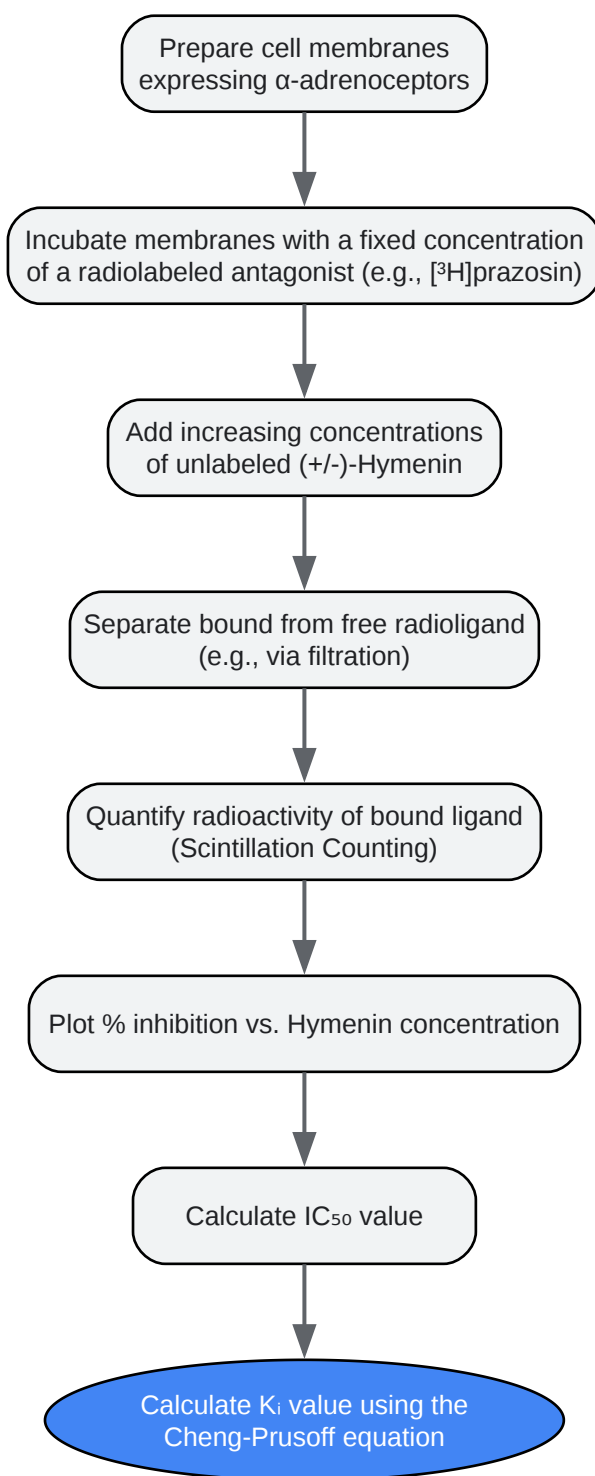 Prepare cell membranes
expressing α-adrenoceptors
Incubate membranes with a fixed concentration
of a radiolabeled antagonist (e.g., [³H]prazosin)
Add increasing concentrations
of unlabeled (+/-)-Hymenin
Separate bound from free radioligand
(e.g., via filtration)
Quantify radioactivity of bound ligand
(Scintillation Counting)
Plot % inhibition vs. Hymenin concentration
Calculate IC₅₀ value
Calculate Kᵢ value using the
Cheng-Prusoff equation